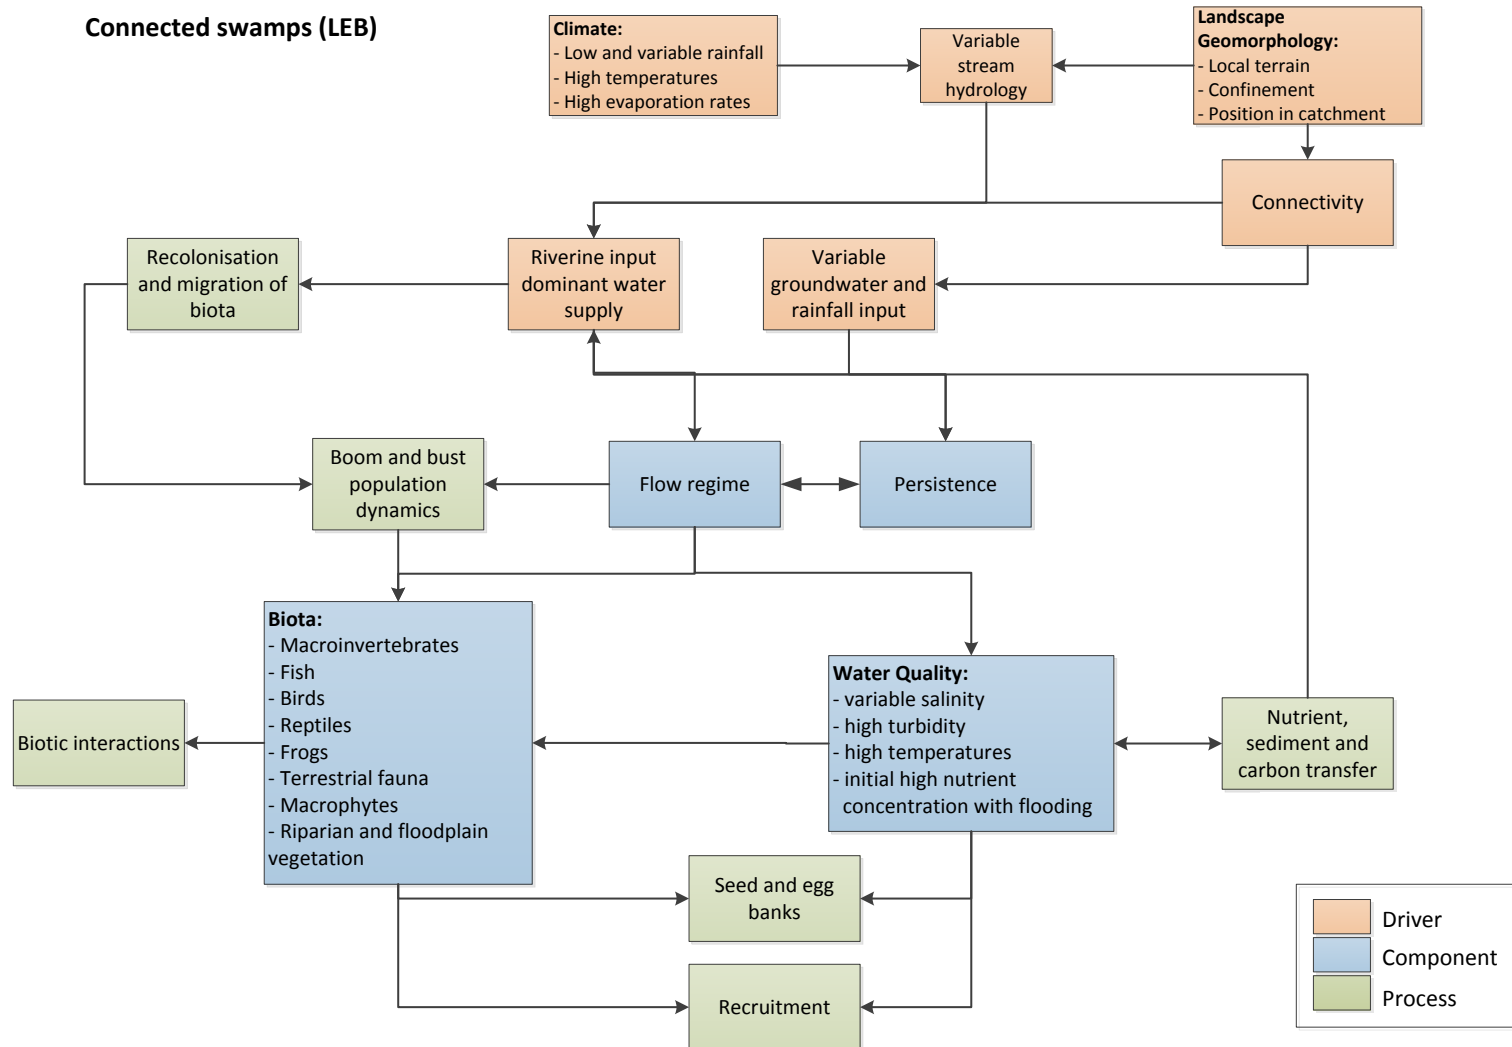 Connected swamps (LEB)
Climate:
- Low and variable rainfall
- High temperatures
- High evaporation rates
Variable
stream
hydrology
Landscape
Geomorphology:
- Local terrain
- Confinement
- Position in catchment
Connectivity
Recolonisation
and migration of
biota
Riverine input
dominant water
supply
Variable
groundwater and
rainfall input
Boom and bust
population
dynamics
Flow regime
Persistence
Biota:
- Macroinvertebrates
- Fish
- Birds
- Reptiles
- Frogs
- Terrestrial fauna
- Macrophytes
- Riparian and floodplain
vegetation
Water Quality:
- variable salinity
- high turbidity
- high temperatures
- initial high nutrient
concentration with flooding
Biotic interactions
Nutrient,
sediment and
carbon transfer
Seed and egg
banks
Recruitment
Driver
Component
Process